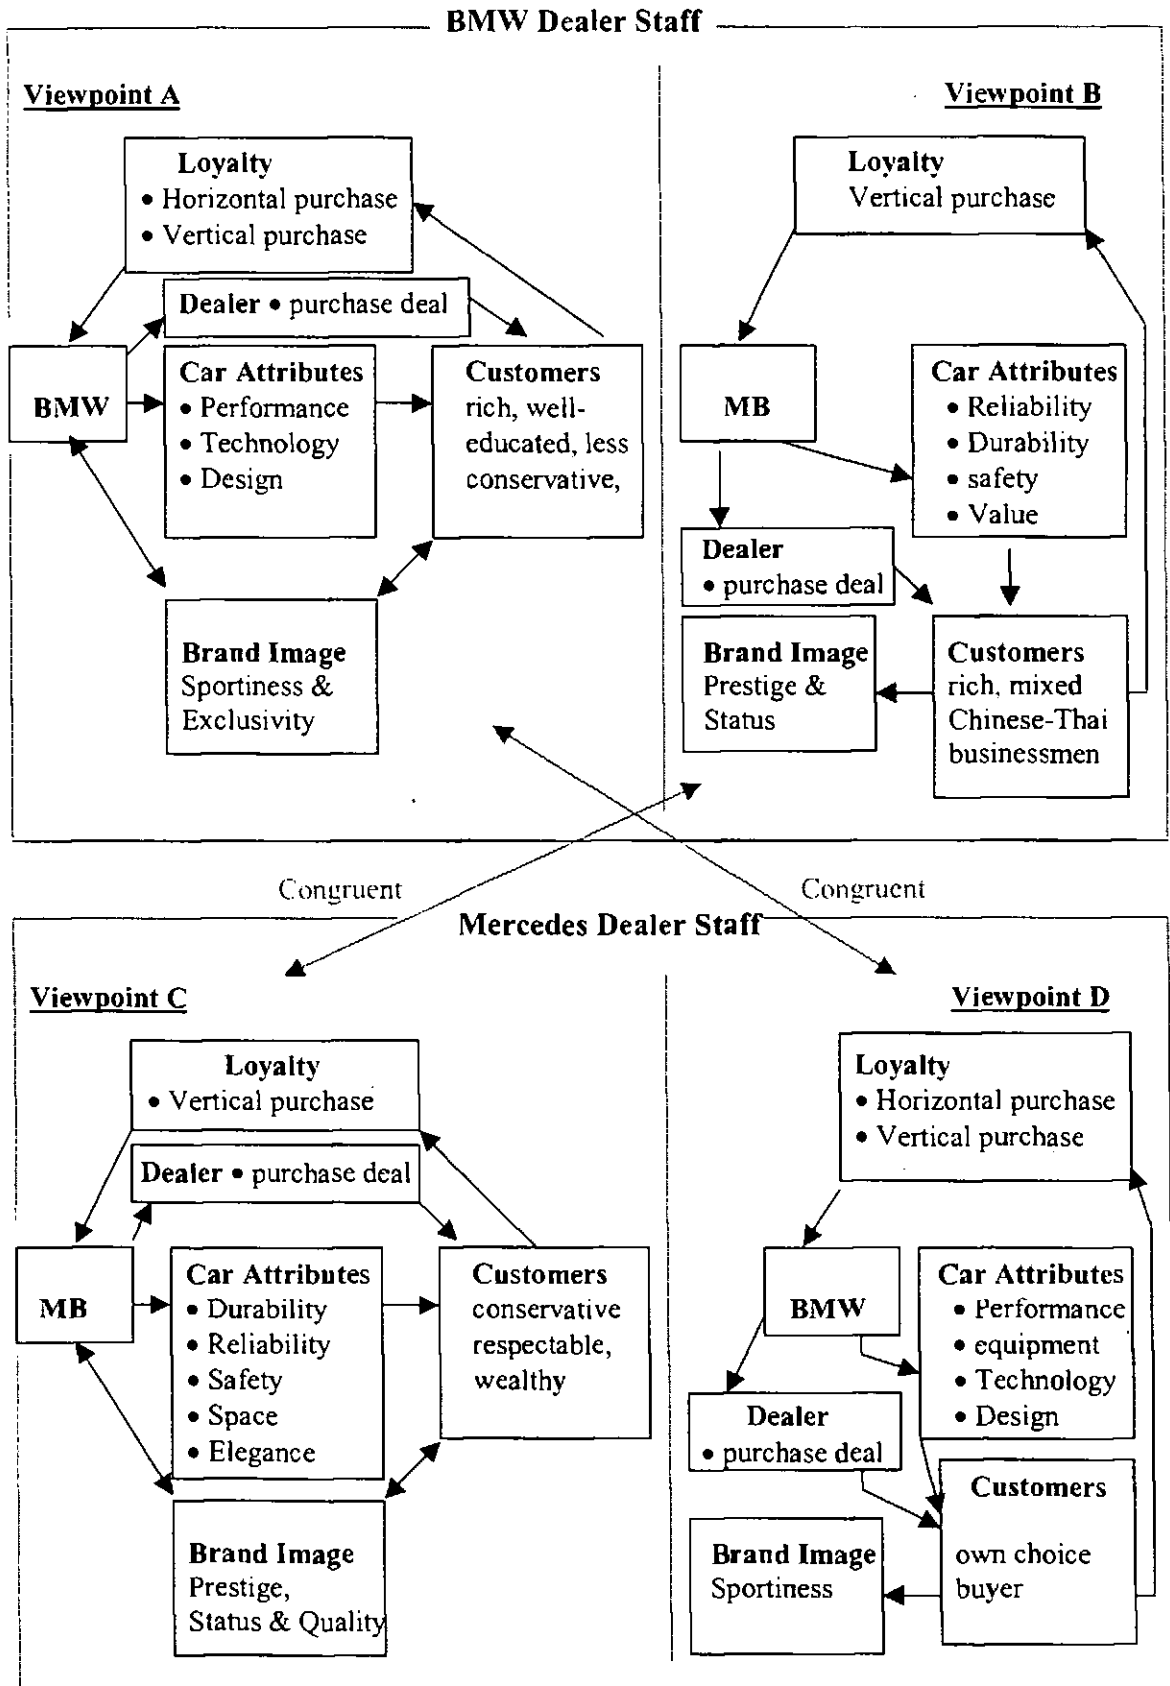 BMW Dealer Staff
Viewpoint A
Loyalty
• Horizontal purchase
• Vertical purchase
Dealer • purchase deal
BMW
Car Attributes
• Performance
• Technology
• Design
Customers
rich, well-
educated, less
conservative,
Brand Image
Sportiness &
Exclusivity
Viewpoint B
Loyalty
Vertical purchase
MB
Car Attributes
• Reliability
• Durability
• safety
• Value
Dealer
• purchase deal
Brand Image
Prestige &
Status
Customers
rich, mixed
Chinese-Thai
businessmen
Congruent
Congruent
Mercedes Dealer Staff
Viewpoint C
Loyalty
• Vertical purchase
Dealer • purchase deal
MB
Car Attributes
• Durability
• Reliability
• Safety
• Space
• Elegance
Customers
conservative
respectable,
wealthy
Brand Image
Prestige,
Status & Quality
Viewpoint D
Loyalty
• Horizontal purchase
• Vertical purchase
BMW
Car Attributes
• Performance
• equipment
• Technology
• Design
Dealer
• purchase deal
Customers
own choice
buyer
Brand Image
Sportiness